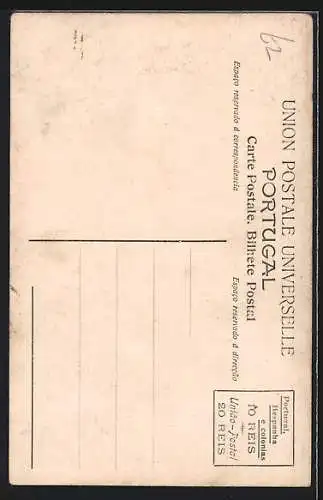 62
UNION POSTALE UNIVERSELLE
PORTUGAL
Carte Postale. Bilhete Postal
Espaço reservado á correspondencia
Espaço reservado á direcção
Portugal,
Hespanha
e colonias
10 REIS
União-Postal
20 REIS